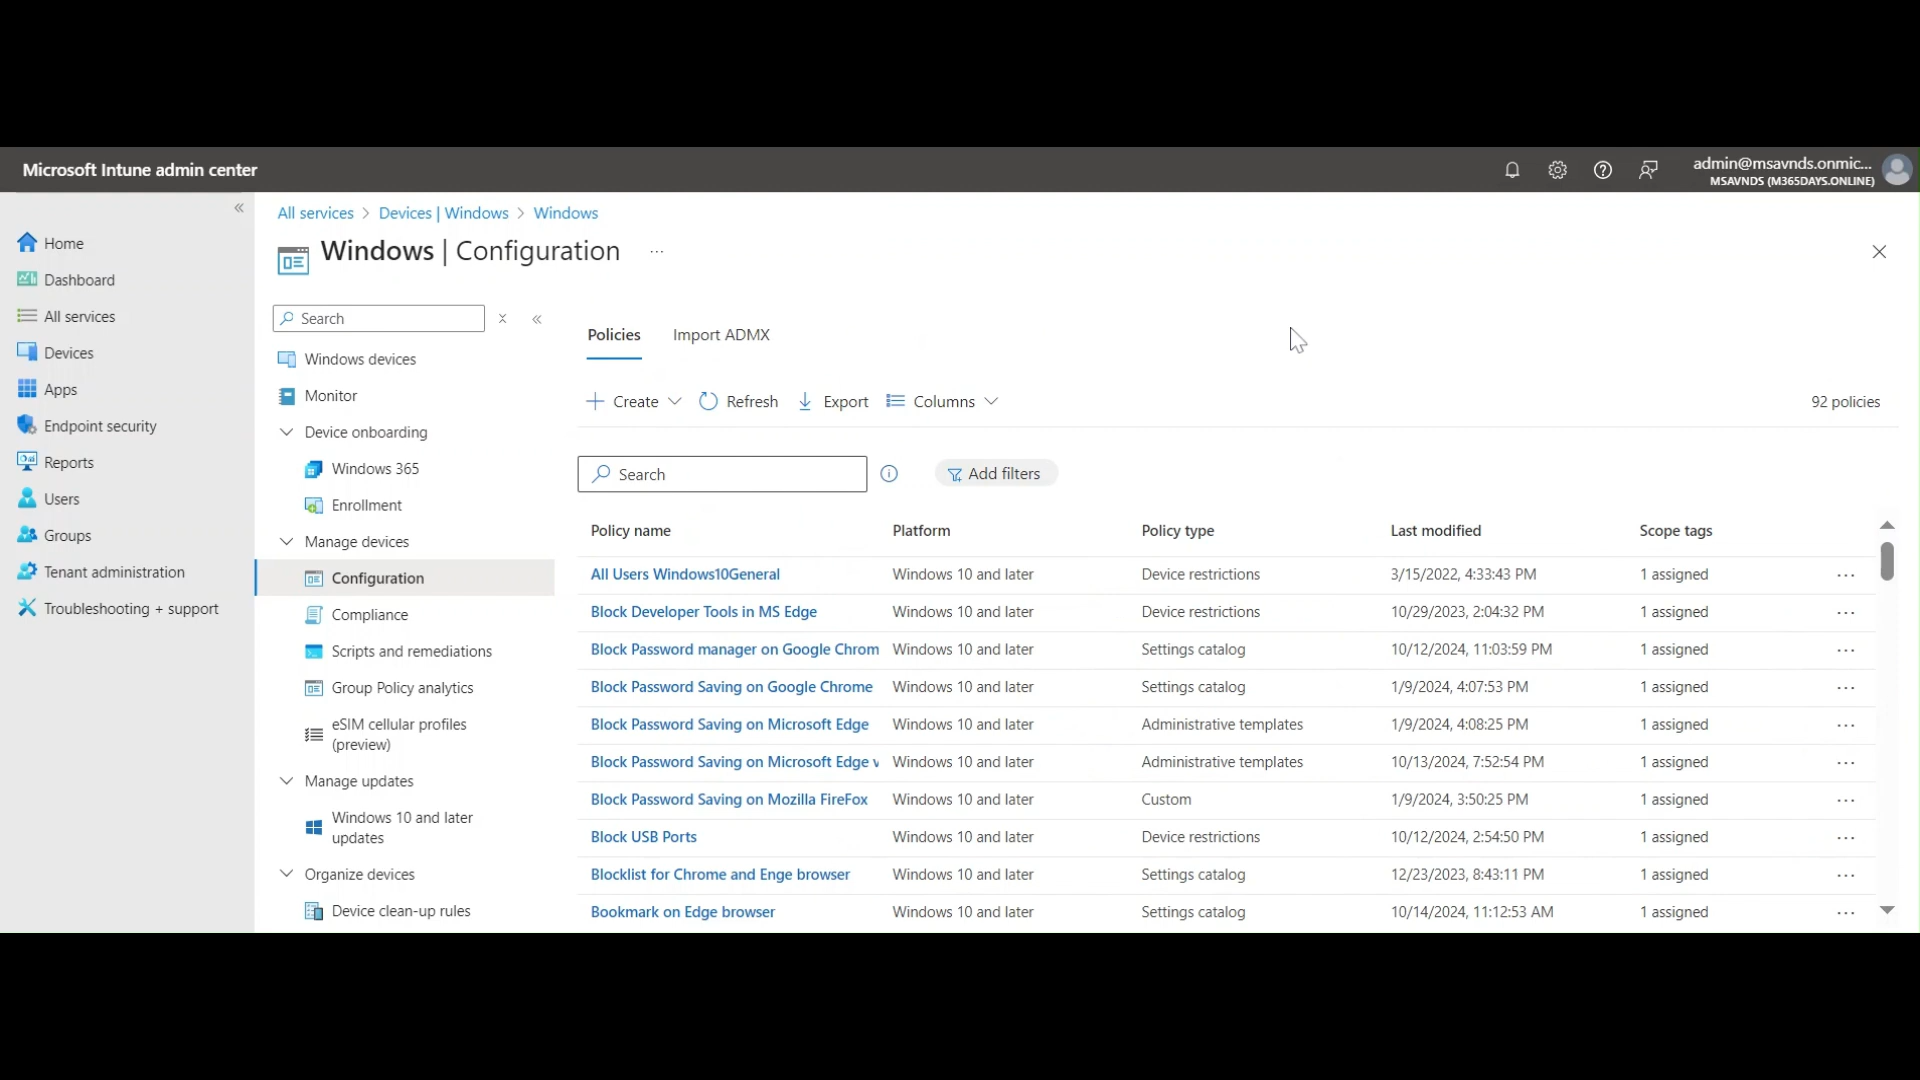 Microsoft Intune admin center
admin@msavnds.onmic...
MSAVNDS (M365DAYS.ONLINE)
Home
Dashboard
All services
Devices
Apps
Endpoint security
Reports
Users
Groups
Tenant administration
Troubleshooting + support
All services > Devices | Windows > Windows
Windows | Configuration ...
Search
Windows devices
Monitor
Device onboarding
Windows 365
Enrollment
Manage devices
Configuration
Compliance
Scripts and remediations
Group Policy analytics
eSIM cellular profiles
(preview)
Manage updates
Windows 10 and later
updates
Organize devices
Device clean-up rules
Policies Import ADMX
Create Refresh Export Columns 92 policies
Search Add filters
Policy name Platform Policy type Last modified Scope tags
All Users Windows10General Windows 10 and later Device restrictions 3/15/2022, 4:33:43 PM 1 assigned ...
Block Developer Tools in MS Edge Windows 10 and later Device restrictions 10/29/2023, 2:04:32 PM 1 assigned ...
Block Password manager on Google Chrom Windows 10 and later Settings catalog 10/12/2024, 11:03:59 PM 1 assigned ...
Block Password Saving on Google Chrome Windows 10 and later Settings catalog 1/9/2024, 4:07:53 PM 1 assigned ...
Block Password Saving on Microsoft Edge Windows 10 and later Administrative templates 1/9/2024, 4:08:25 PM 1 assigned ...
Block Password Saving on Microsoft Edge v Windows 10 and later Administrative templates 10/13/2024, 7:52:54 PM 1 assigned ...
Block Password Saving on Mozilla FireFox Windows 10 and later Custom 1/9/2024, 3:50:25 PM 1 assigned ...
Block USB Ports Windows 10 and later Device restrictions 10/12/2024, 2:54:50 PM 1 assigned ...
Blocklist for Chrome and Enge browser Windows 10 and later Settings catalog 12/23/2023, 8:43:11 PM 1 assigned ...
Bookmark on Edge browser Windows 10 and later Settings catalog 10/14/2024, 11:12:53 AM 1 assigned ...